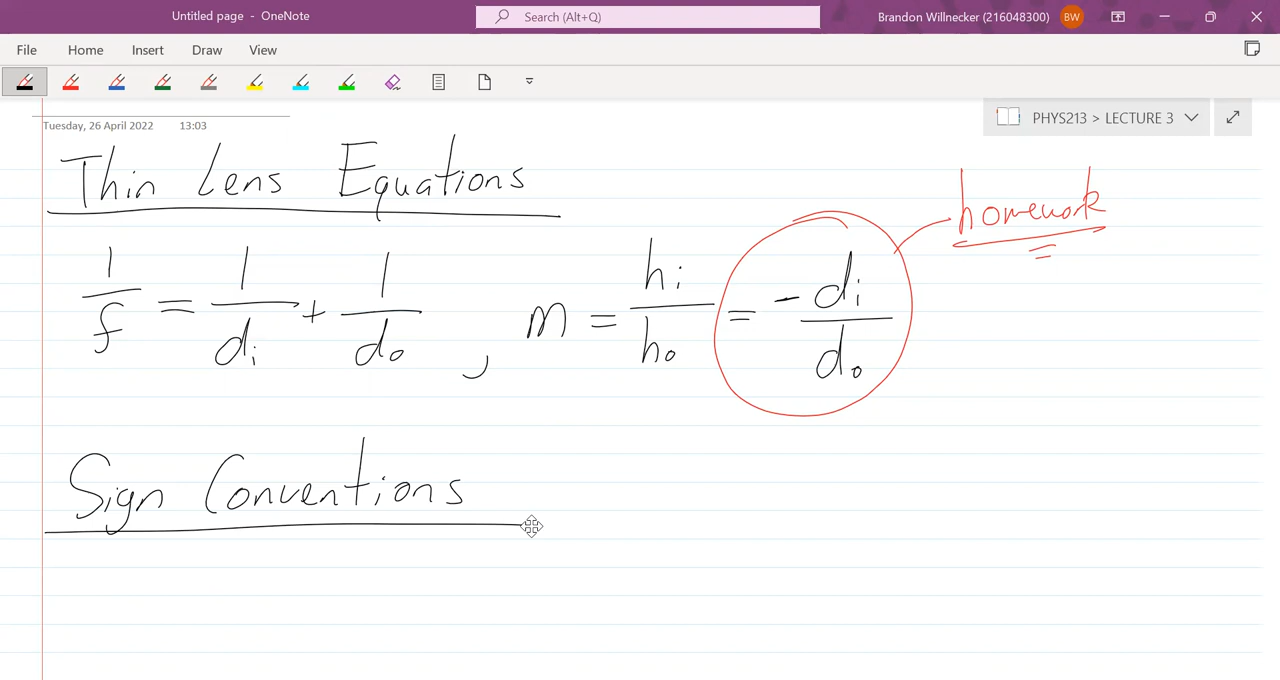 Untitled page - OneNote
Search (Alt+Q)
Brandon Willnecker (216048300)
BW
File Home Insert Draw View
PHYS213 > LECTURE 3
Tuesday, 26 April 2022 13:03
Thin Lens Equations
homework
1/f = 1/di + 1/do , m = hi/ho = -di/do
Sign Conventions